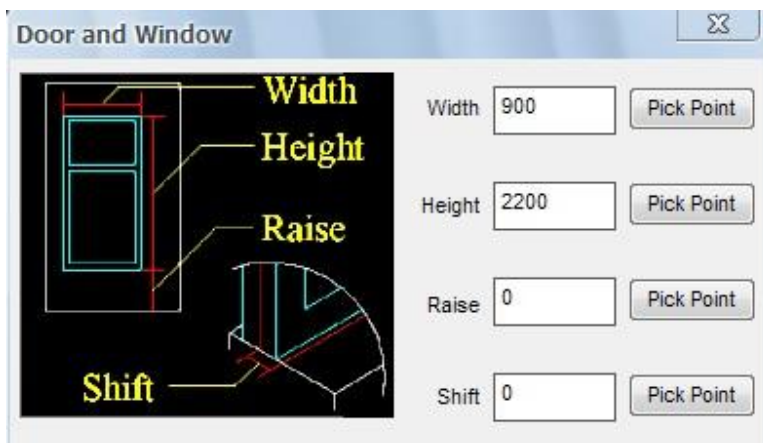 Door and Window
Width
Height
Raise
Shift
Width 900 Pick Point
Height 2200 Pick Point
Raise 0 Pick Point
Shift 0 Pick Point